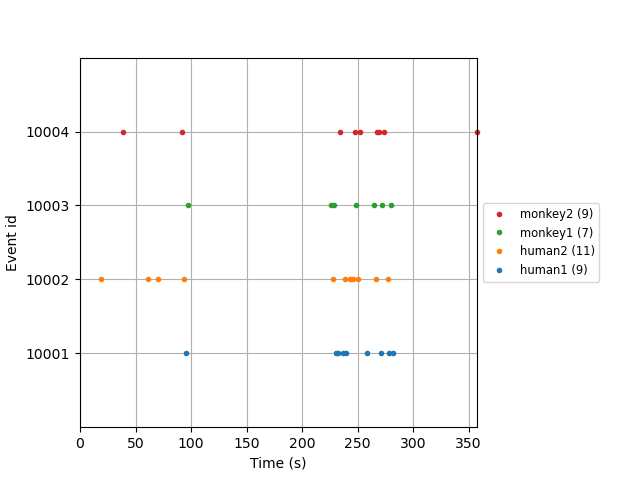 10004
10003
10002
10001
Event id
0 50 100 150 200 250 300 350
Time (s)
monkey2 (9)
monkey1 (7)
human2 (11)
human1 (9)